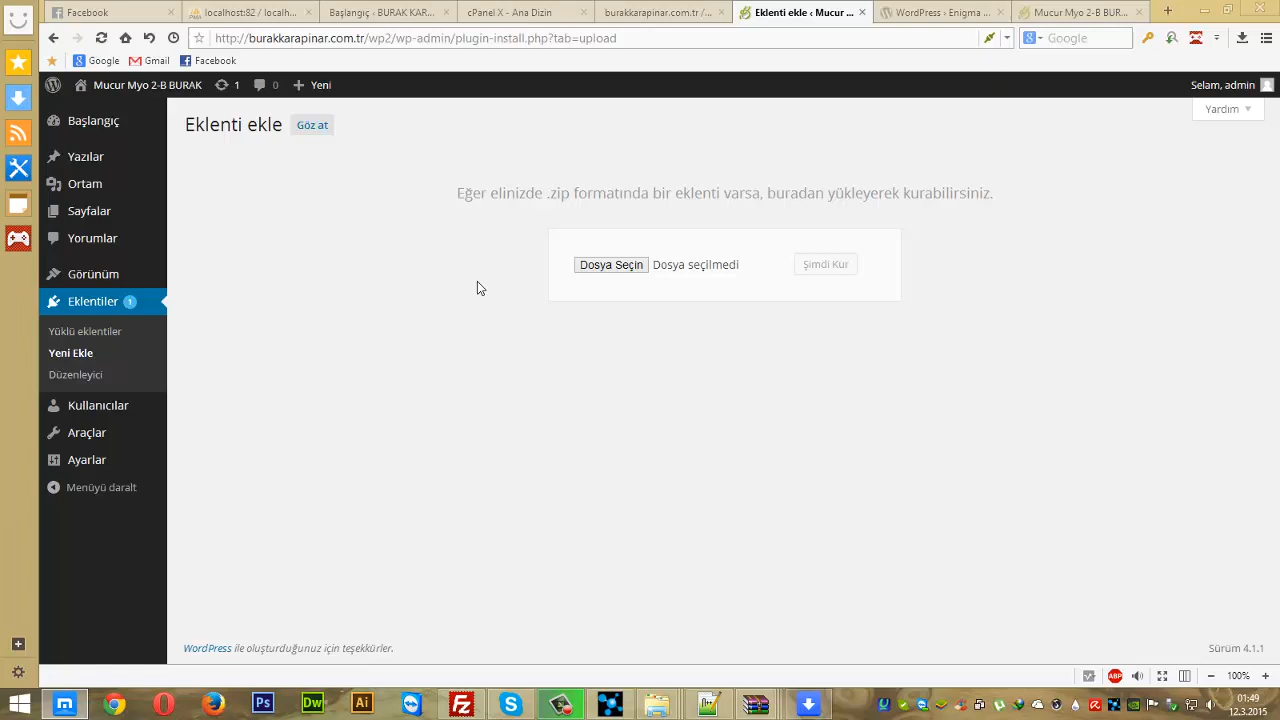 Facebook
localhost:82 / localh...
Başlangıç ‹ BURAK KAR...
cPanel X - Ana Dizin
burakkarapinar.com.tr /...
Eklenti ekle ‹ Mucur ...
WordPress › Enigma ...
Mucur Myo 2-B BUR...
http://burakkarapinar.com.tr/wp2/wp-admin/plugin-install.php?tab=upload
Google
Google
Gmail
Facebook
Mucur Myo 2-B BURAK
1
0
Yeni
Selam, admin
Yardım
Başlangıç
Yazılar
Ortam
Sayfalar
Yorumlar
Görünüm
Eklentiler 1
Yüklü eklentiler
Yeni Ekle
Düzenleyici
Kullanıcılar
Araçlar
Ayarlar
Menüyü daralt
Eklenti ekle
Göz at
Eğer elinizde .zip formatında bir eklenti varsa, buradan yükleyerek kurabilirsiniz.
Dosya Seçin Dosya seçilmedi
Şimdi Kur
WordPress ile oluşturduğunuz için teşekkürler.
Sürüm 4.1.1
ABP
100%
Ps
Dw
Ai
Fz
01:49
12.3.2015